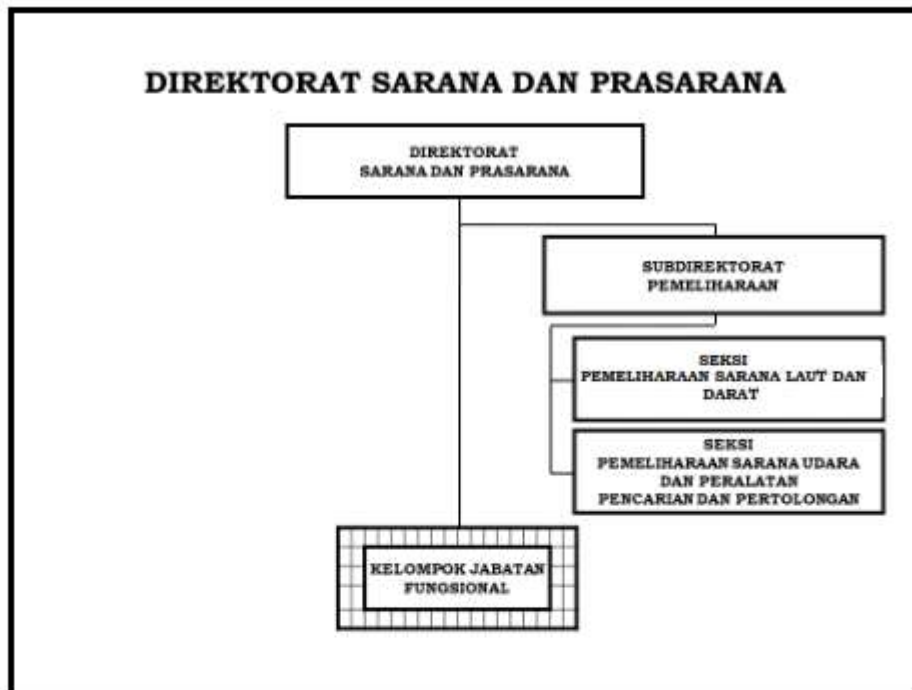 DIREKTORAT SARANA DAN PRASARANA
DIREKTORAT
SARANA DAN PRASARANA
SUBDIREKTORAT
PEMELIHARAAN
SEKSI
PEMELIHARAAN SARANA LAUT DAN
DARAT
SEKSI
PEMELIHARAAN SARANA UDARA
DAN PERALATAN
PENCARIAN DAN PERTOLONGAN
KELOMPOK JABATAN
FUNGSIONAL